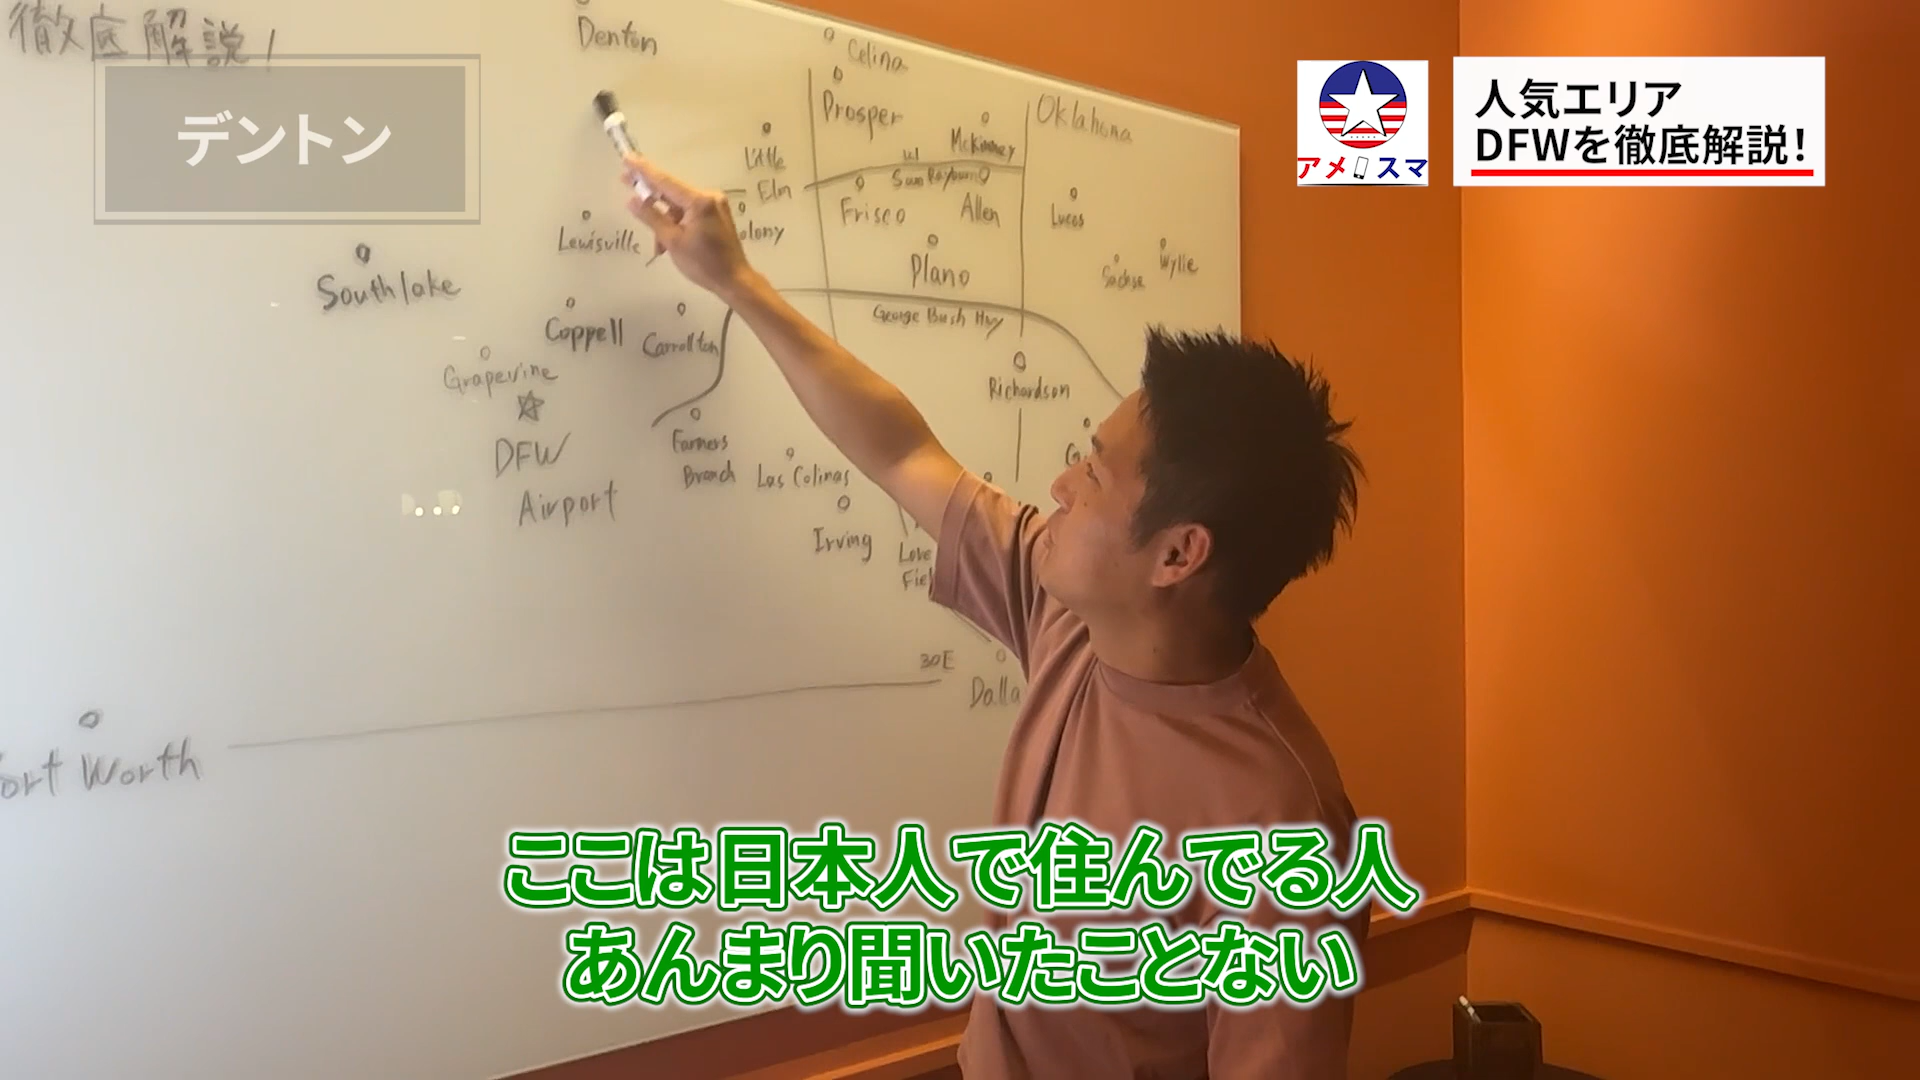 徹底解説!
デントン
Denton
Celina
Prosper
Oklahoma
McKinney
Little
Elm
Sam Rayburn
Frisco
Allen
Lucas
olony
Lewisville
Plano
Sachse
Wylie
Southlake
George Bush Hwy
Coppell
Carrollton
Grapevine
Richardson
DFW
Airport
Farmers
Branch
Las Colinas
Irving
Love
Fiel
30E
Dalla
ort Worth
アメスマ
人気エリア
DFWを徹底解説!
ここは日本人で住んでる人
あんまり聞いたことない